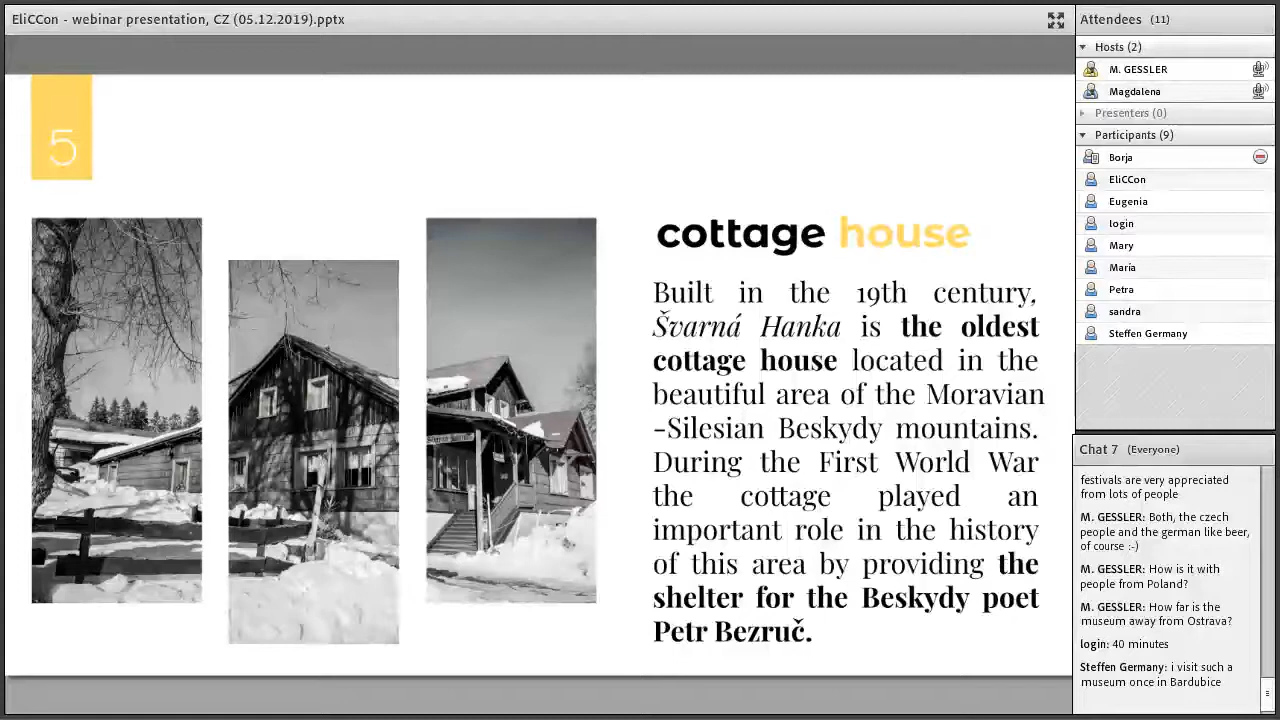 EliCCon - webinar presentation, CZ (05.12.2019).pptx
5
cottage house
Built in the 19th century,
Švarná Hanka is the oldest
cottage house located in the
beautiful area of the Moravian
-Silesian Beskydy mountains.
During the First World War
the cottage played an
important role in the history
of this area by providing the
shelter for the Beskydy poet
Petr Bezruč.
Attendees (11)
Hosts (2)
M. GESSLER
Magdalena
Presenters (0)
Participants (9)
Borja
EliCCon
Eugenia
login
Mary
Maria
Petra
sandra
Steffen Germany
Chat 7 (Everyone)
festivals are very appreciated
from lots of people
M. GESSLER: Both, the czech
people and the german like beer,
of course :-)
M. GESSLER: How is it with
people from Poland?
M. GESSLER: How far is the
museum away from Ostrava?
login: 40 minutes
Steffen Germany: i visit such a
museum once in Bardubice